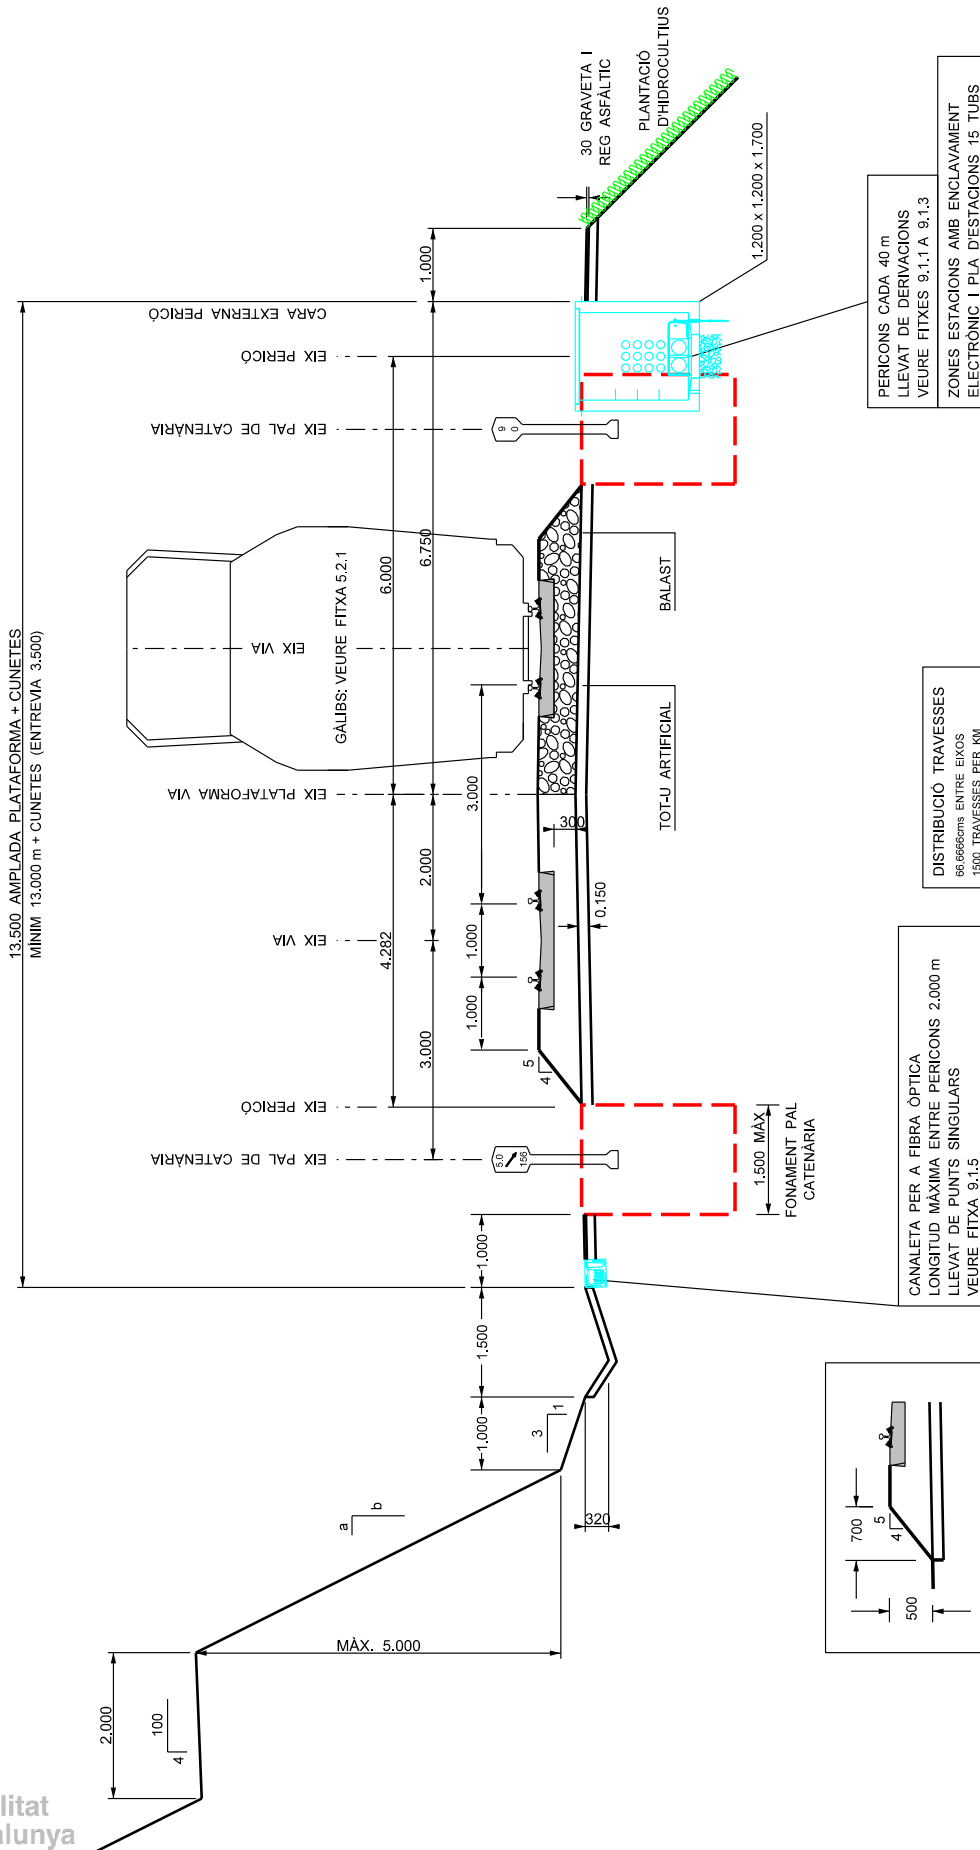 13.500 AMPLADA PLATAFORMA + CUNETES
MÍNIM 13.000 m + CUNETES (ENTREVIA 3.500)
CARA EXTERNA PERICÓ
EIX PERICÓ
EIX PAL DE CATENÀRIA
EIX VIA
EIX PLATAFORMA VIA
EIX VIA
EIX PERICÓ
EIX PAL DE CATENÀRIA
GÀLIBS: VEURE FITXA 5.2.1
6.000
4.282
6.750
2.000
3.000
1.000
3.000
1.000
1.000
1.000
1.500
1.000
9
0
5.0
156
30 GRAVETA I
REG ASFÀLTIC
PLANTACIÓ
D'HIDROCULTIUS
1.200 x 1.200 x 1.700
BALAST
TOT-U ARTIFICIAL
300
0.150
5
4
1.500 MÀX.
FONAMENT PAL
CATENÀRIA
3
1
320
a
b
MÀX. 5.000
2.000
100
4
PERICONS CADA 40 m
LLEVAT DE DERIVACIONS
VEURE FITXES 9.1.1 A 9.1.3
ZONES ESTACIONS AMB ENCLAVAMENT
ELECTRÒNIC I PLA D'ESTACIONS 15 TUBS
DISTRIBUCIÓ TRAVESSES
66.6666cms ENTRE EIXOS
1500 TRAVESSES PER KM
CANALETA PER A FIBRA ÒPTICA
LONGITUD MÀXIMA ENTRE PERICONS 2.000 m
LLEVAT DE PUNTS SINGULARS
VEURE FITXA 9.1.5
700
5
4
500
litat
alunya